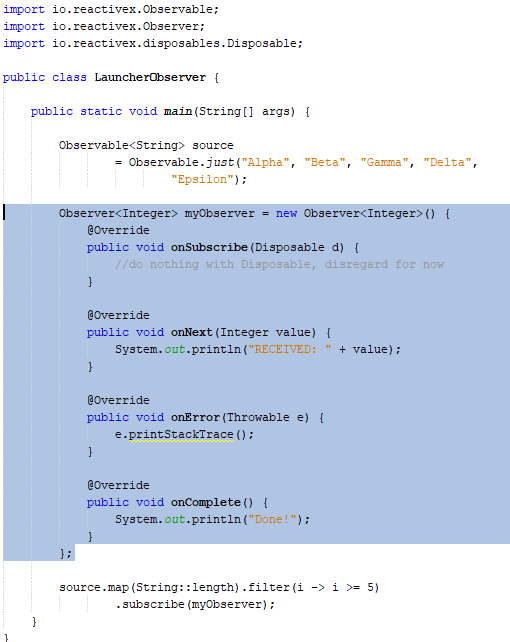 import io.reactivex.Observable;
import io.reactivex.Observer;
import io.reactivex.disposables.Disposable;

public class LauncherObserver {

    public static void main(String[] args) {

        Observable<String> source
                = Observable.just("Alpha", "Beta", "Gamma", "Delta",
                        "Epsilon");

        Observer<Integer> myObserver = new Observer<Integer>() {
            @Override
            public void onSubscribe(Disposable d) {
                //do nothing with Disposable, disregard for now
            }

            @Override
            public void onNext(Integer value) {
                System.out.println("RECEIVED: " + value);
            }

            @Override
            public void onError(Throwable e) {
                e.printStackTrace();
            }

            @Override
            public void onComplete() {
                System.out.println("Done!");
            }
        };

        source.map(String::length).filter(i -> i >= 5)
                .subscribe(myObserver);
    }
}